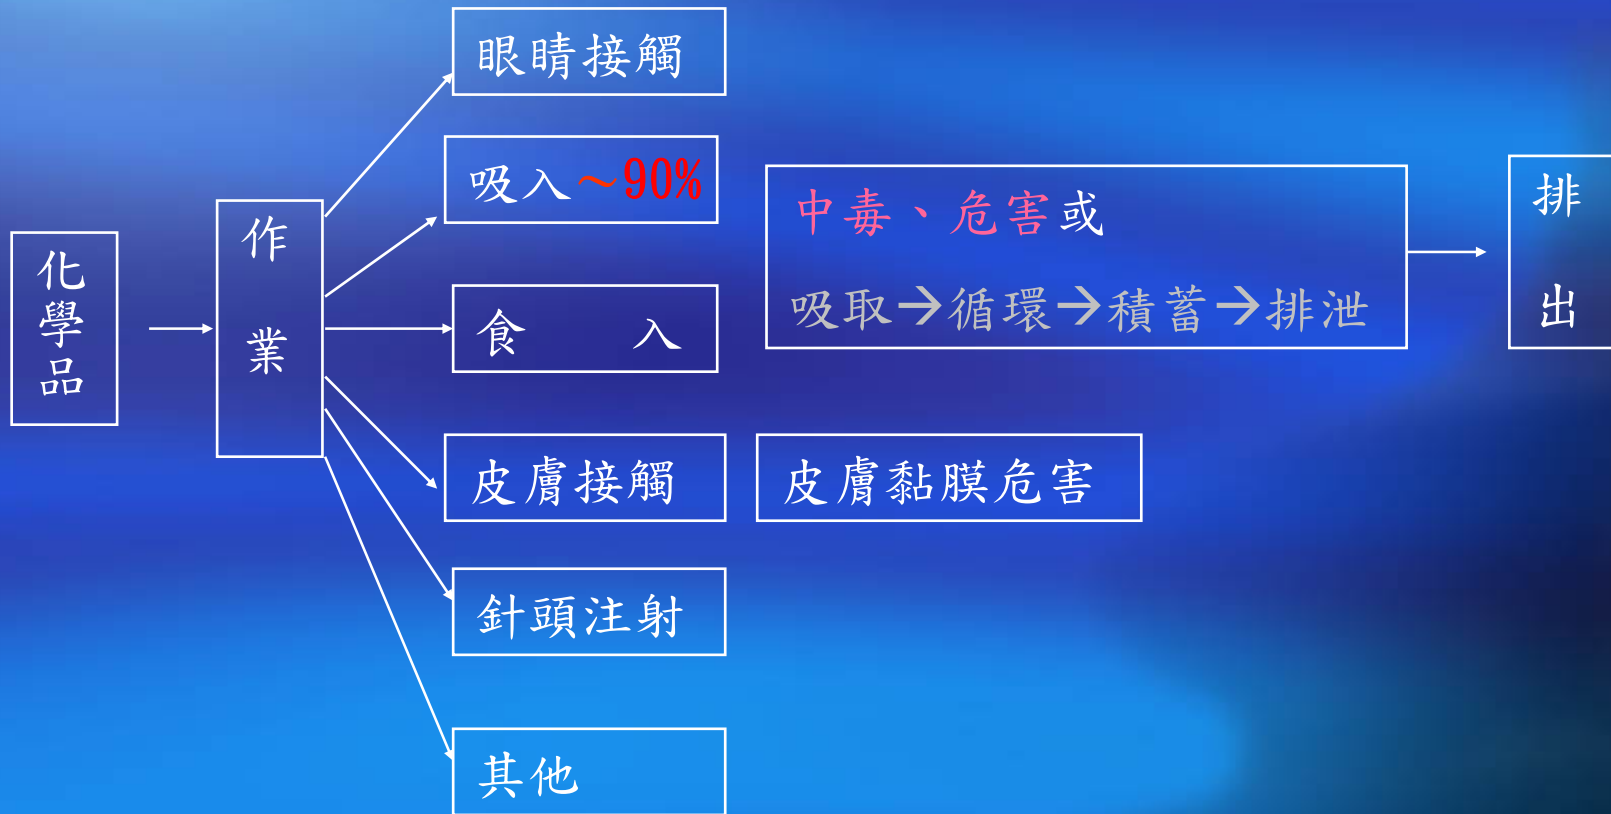 化學品
作業
眼睛接觸
吸入～90%
食 入
皮膚接觸
針頭注射
其他
中毒、危害或
吸取→循環→積蓄→排泄
皮膚黏膜危害
排出